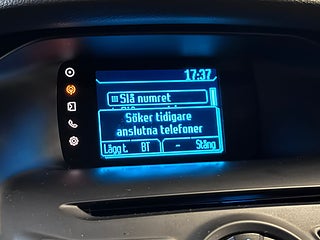 17:37
Slå numret
Söker tidigare
anslutna telefoner
Lägg t. BT - Stäng